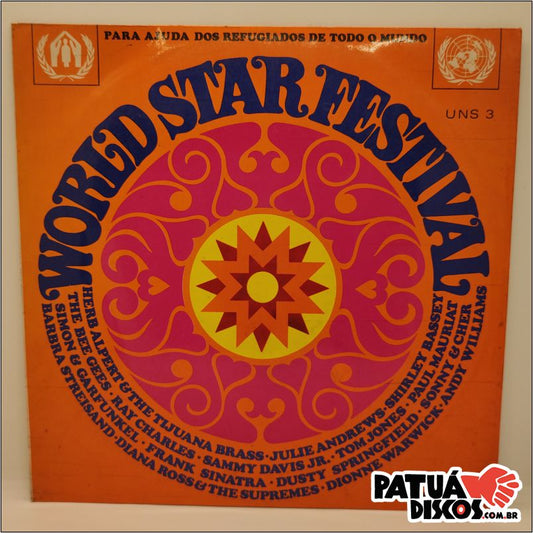 PARA AJUDA DOS REFUGIADOS DE TODO O MUNDO
UNS 3
WORLD STAR FESTIVAL
HERB ALPERT & THE TIJUANA BRASS · JULIE ANDREWS · SHIRLEY BASSEY
THE BEE GEES · RAY CHARLES · SAMMY DAVIS JR. · TOM JONES · PAUL MAURIAT
SIMON & GARFUNKEL · FRANK SINATRA · DUSTY SPRINGFIELD · SONNY & CHER
BARBRA STREISAND · DIANA ROSS & THE SUPREMES · DIONNE WARWICK · ANDY WILLIAMS
PATUÁ
DISCOS.COM.BR